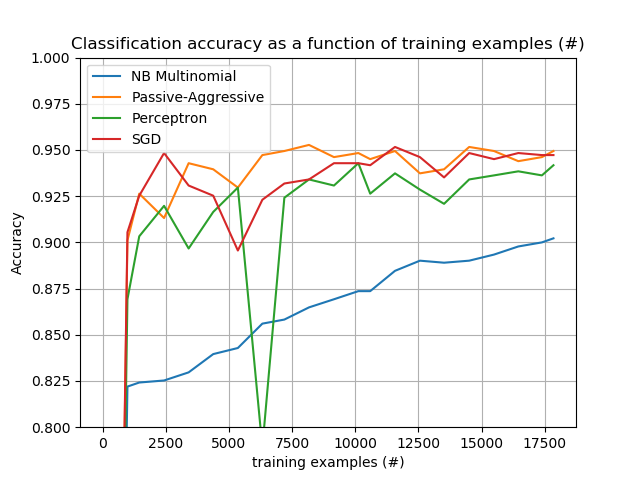 Classification accuracy as a function of training examples (#)
1.000
0.975
0.950
0.925
0.900
0.875
0.850
0.825
0.800
Accuracy
NB Multinomial
Passive-Aggressive
Perceptron
SGD
0 2500 5000 7500 10000 12500 15000 17500
training examples (#)